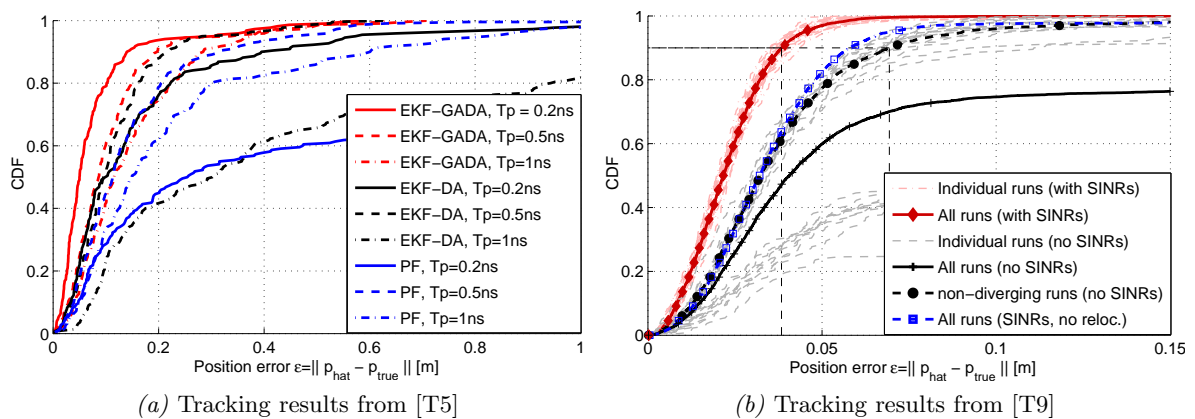 1
0.8
0.6
0.4
0.2
0
CDF
0 0.2 0.4 0.6 0.8 1
Position error ε=|| p_hat − p_true || [m]
EKF−GADA, Tp = 0.2ns
EKF−GADA, Tp=0.5ns
EKF−GADA, Tp=1ns
EKF−DA, Tp=0.2ns
EKF−DA, Tp=0.5ns
EKF−DA, Tp=1ns
PF, Tp=0.2ns
PF, Tp=0.5ns
PF, Tp=1ns
(a) Tracking results from [T5]
1
0.8
0.6
0.4
0.2
0
CDF
0 0.05 0.1 0.15
Position error ε=|| p_hat − p_true || [m]
Individual runs (with SINRs)
All runs (with SINRs)
Individual runs (no SINRs)
All runs (no SINRs)
non−diverging runs (no SINRs)
All runs (SINRs, no reloc.)
(b) Tracking results from [T9]